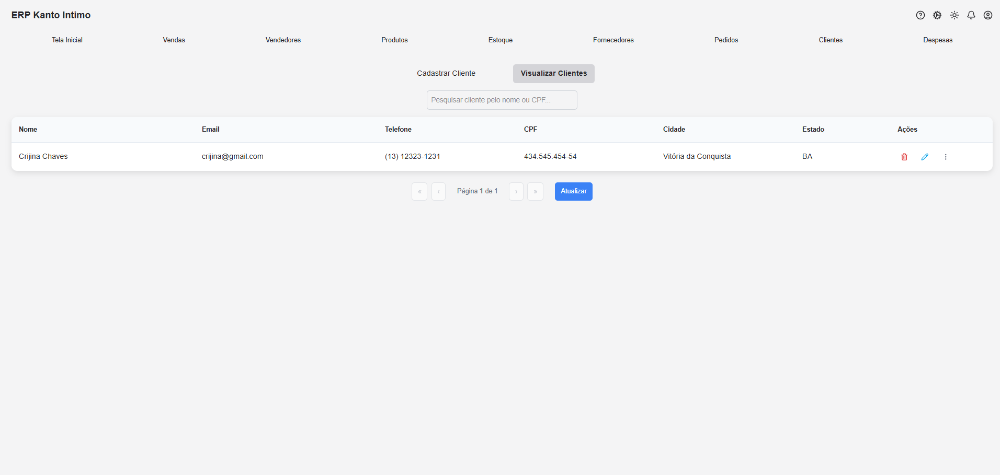 ERP Kanto Intimo
Tela Inicial Vendas Vendedores Produtos Estoque Fornecedores Pedidos Clientes Despesas
Cadastrar Cliente Visualizar Clientes
Pesquisar cliente pelo nome ou CPF...
Nome Email Telefone CPF Cidade Estado Ações
Crijina Chaves crijina@gmail.com (13) 12323-1231 434.545.454-54 Vitória da Conquista BA
« ‹ Página 1 de 1 › » Atualizar